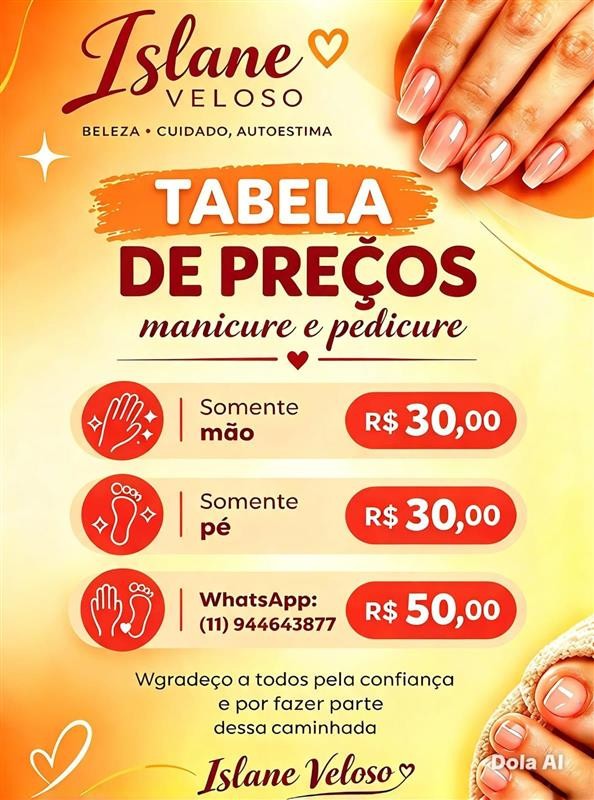 Islane
VELOSO
BELEZA • CUIDADO, AUTOESTIMA
TABELA
DE PREÇOS
manicure e pedicure
Somente
mão
R$ 30,00
Somente
pé
R$ 30,00
WhatsApp:
(11) 944643877
R$ 50,00
Wgradeço a todos pela confiança
e por fazer parte
dessa caminhada
Islane Veloso
Dola AI